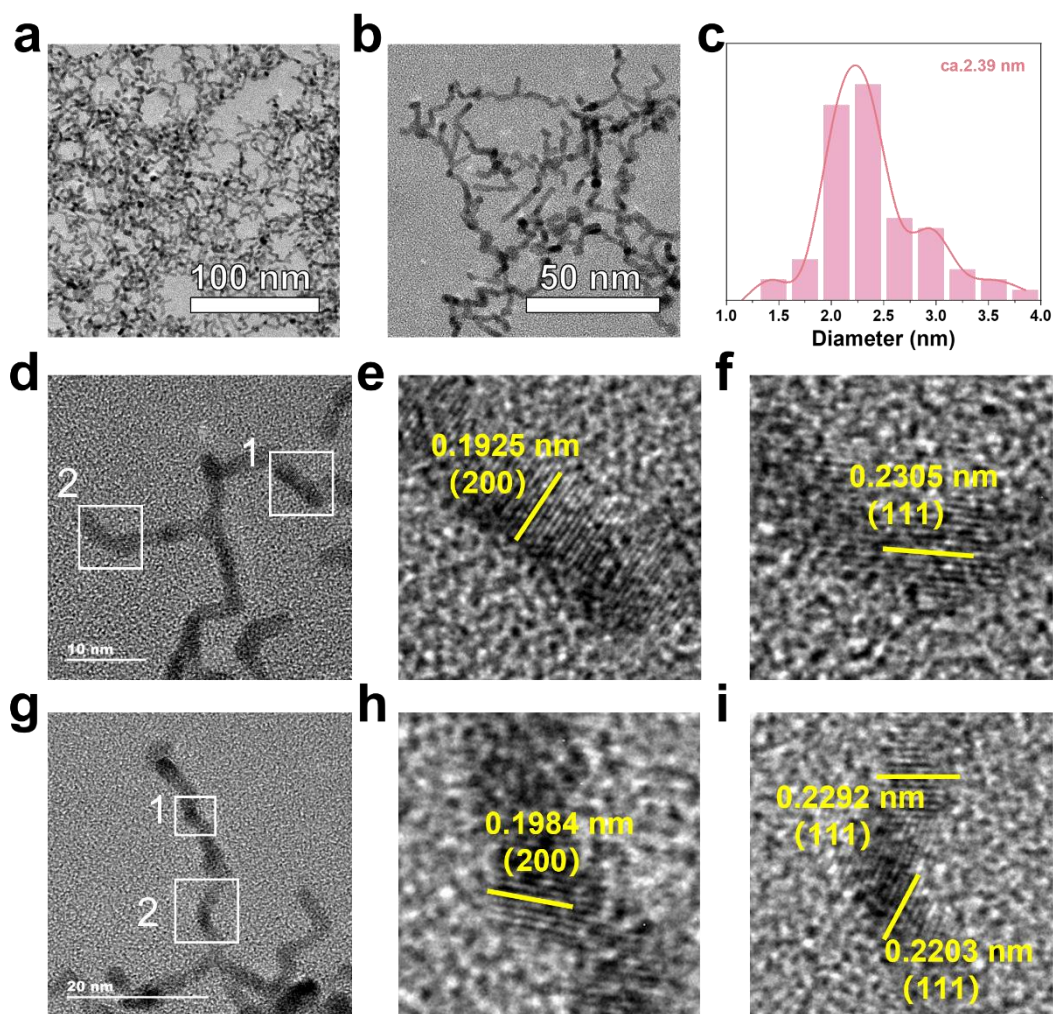 a
100 nm
b
50 nm
c
ca.2.39 nm
1.0 1.5 2.0 2.5 3.0 3.5 4.0
Diameter (nm)
d
1
2
10 nm
e
0.1925 nm
(200)
f
0.2305 nm
(111)
g
1
2
20 nm
h
0.1984 nm
(200)
i
0.2292 nm
(111)
0.2203 nm
(111)